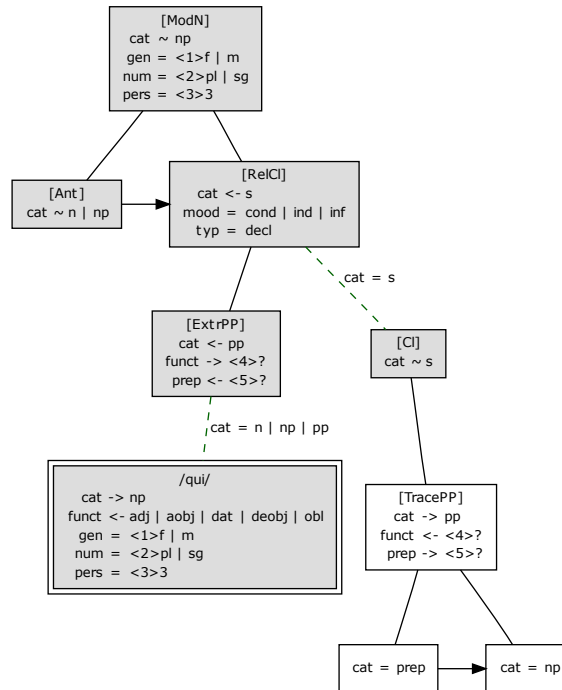 [ModN]
cat ~ np
gen = <1>f | m
num = <2>pl | sg
pers = <3>3
[Ant]
cat ~ n | np
[RelCl]
cat <- s
mood = cond | ind | inf
typ = decl
cat = s
[ExtrPP]
cat <- pp
funct -> <4>?
prep <- <5>?
[Cl]
cat ~ s
cat = n | np | pp
/qui/
cat -> np
funct <- adj | aobj | dat | deobj | obl
gen = <1>f | m
num = <2>pl | sg
pers = <3>3
[TracePP]
cat -> pp
funct <- <4>?
prep -> <5>?
cat = prep
cat = np